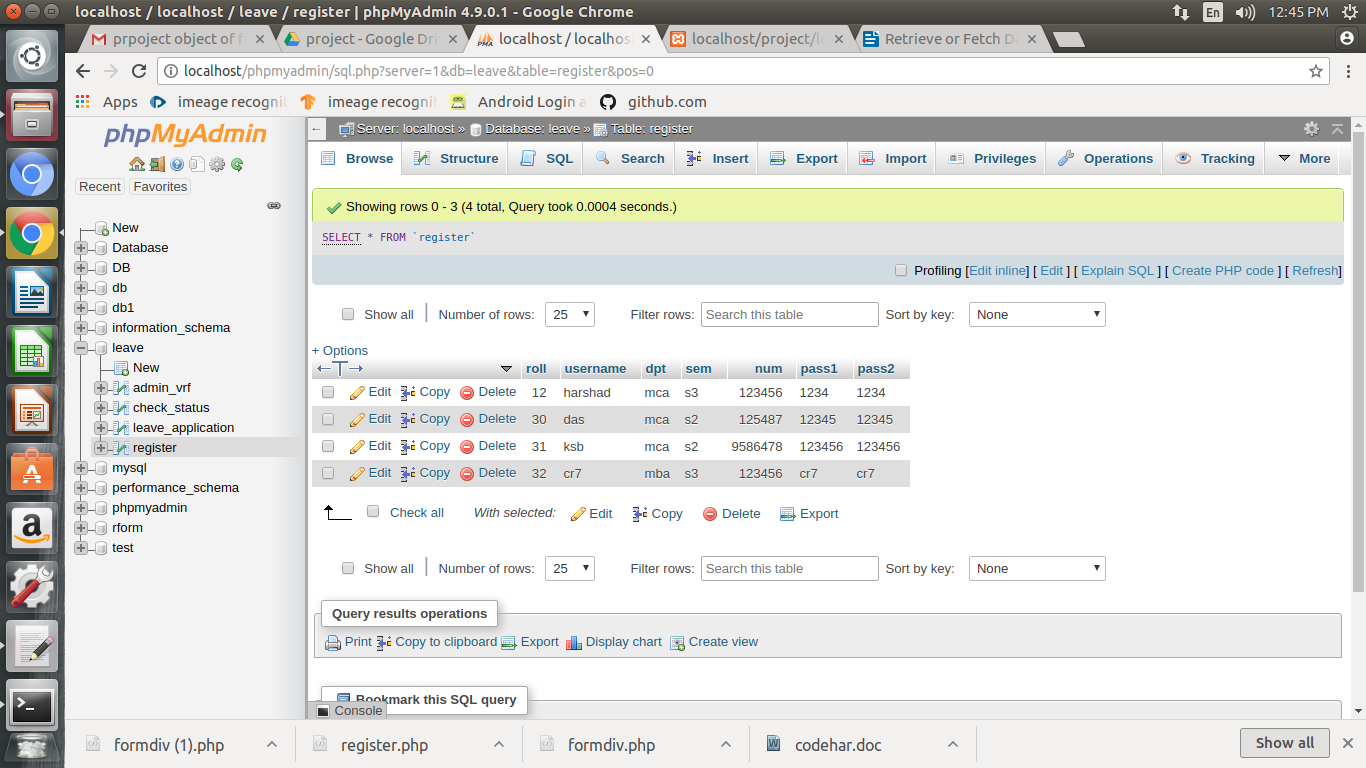 localhost / localhost / leave / register | phpMyAdmin 4.9.0.1 - Google Chrome
En
12:45 PM
prpoject object of f
project - Google Dri
PMA
localhost / localhost
localhost/project/l
Retrieve or Fetch D
localhost/phpmyadmin/sql.php?server=1&db=leave&table=register&pos=0
Apps
imeage recogni
imeage recogni
Android Login a
github.com
phpMyAdmin
Recent
Favorites
New
Database
DB
db
db1
information_schema
leave
New
admin_vrf
check_status
leave_application
register
mysql
performance_schema
phpmyadmin
rform
test
Server: localhost » Database: leave » Table: register
Browse
Structure
SQL
Search
Insert
Export
Import
Privileges
Operations
Tracking
More
Showing rows 0 - 3 (4 total, Query took 0.0004 seconds.)
SELECT * FROM `register`
Profiling [Edit inline] [ Edit ] [ Explain SQL ] [ Create PHP code ] [ Refresh]
Show all
Number of rows:
25
Filter rows:
Search this table
Sort by key:
None
+ Options
roll username dpt sem num pass1 pass2
Edit Copy Delete 12 harshad mca s3 123456 1234 1234
Edit Copy Delete 30 das mca s2 125487 12345 12345
Edit Copy Delete 31 ksb mca s2 9586478 123456 123456
Edit Copy Delete 32 cr7 mba s3 123456 cr7 cr7
Check all
With selected:
Edit
Copy
Delete
Export
Show all
Number of rows:
25
Filter rows:
Search this table
Sort by key:
None
Query results operations
Print
Copy to clipboard
Export
Display chart
Create view
Bookmark this SQL query
Console
formdiv (1).php
register.php
formdiv.php
codehar.doc
Show all